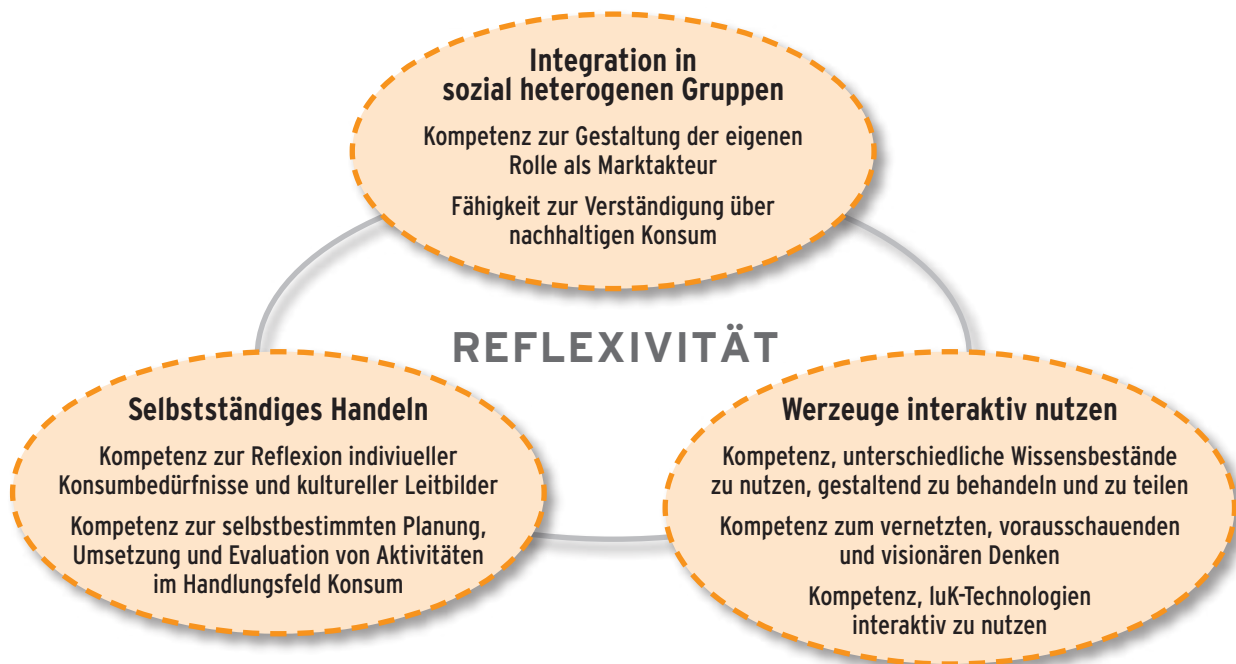 Integration in
sozial heterogenen Gruppen
Kompetenz zur Gestaltung der eigenen
Rolle als Marktakteur
Fähigkeit zur Verständigung über
nachhaltigen Konsum
REFLEXIVITÄT
Selbstständiges Handeln
Kompetenz zur Reflexion indiviueller
Konsumbedürfnisse und kultureller Leitbilder
Kompetenz zur selbstbestimmten Planung,
Umsetzung und Evaluation von Aktivitäten
im Handlungsfeld Konsum
Werzeuge interaktiv nutzen
Kompetenz, unterschiedliche Wissensbestände
zu nutzen, gestaltend zu behandeln und zu teilen
Kompetenz zum vernetzten, vorausschauenden
und visionären Denken
Kompetenz, IuK-Technologien
interaktiv zu nutzen